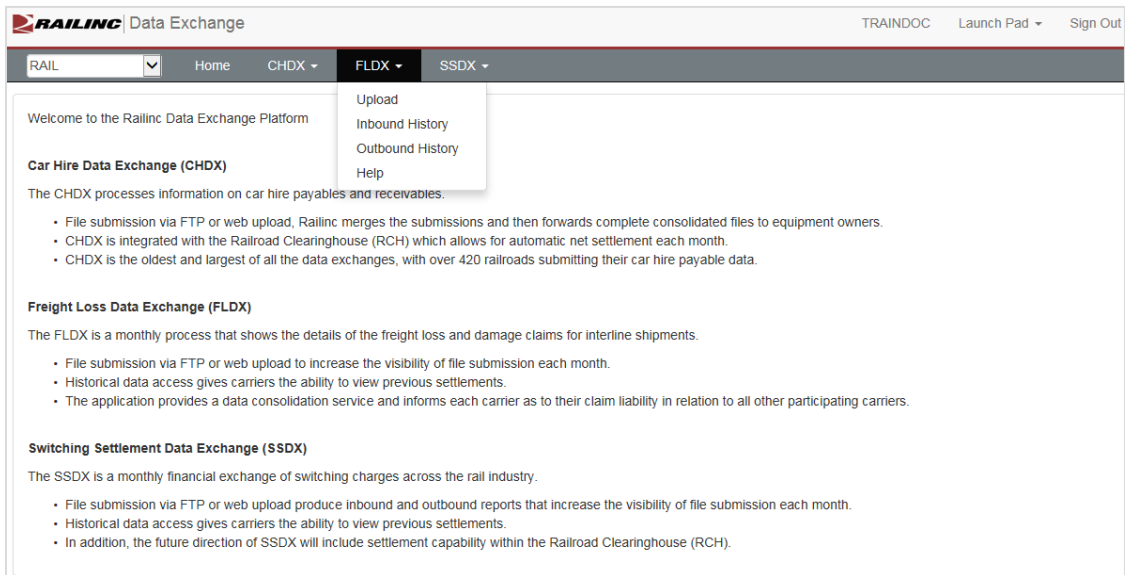 RAILINC Data Exchange TRAINDOC Launch Pad Sign Out
RAIL Home CHDX FLDX SSDX
Upload
Inbound History
Outbound History
Help
Welcome to the Railinc Data Exchange Platform
Car Hire Data Exchange (CHDX)
The CHDX processes information on car hire payables and receivables.
• File submission via FTP or web upload, Railinc merges the submissions and then forwards complete consolidated files to equipment owners.
• CHDX is integrated with the Railroad Clearinghouse (RCH) which allows for automatic net settlement each month.
• CHDX is the oldest and largest of all the data exchanges, with over 420 railroads submitting their car hire payable data.
Freight Loss Data Exchange (FLDX)
The FLDX is a monthly process that shows the details of the freight loss and damage claims for interline shipments.
• File submission via FTP or web upload to increase the visibility of file submission each month.
• Historical data access gives carriers the ability to view previous settlements.
• The application provides a data consolidation service and informs each carrier as to their claim liability in relation to all other participating carriers.
Switching Settlement Data Exchange (SSDX)
The SSDX is a monthly financial exchange of switching charges across the rail industry.
• File submission via FTP or web upload produce inbound and outbound reports that increase the visibility of file submission each month.
• Historical data access gives carriers the ability to view previous settlements.
• In addition, the future direction of SSDX will include settlement capability within the Railroad Clearinghouse (RCH).